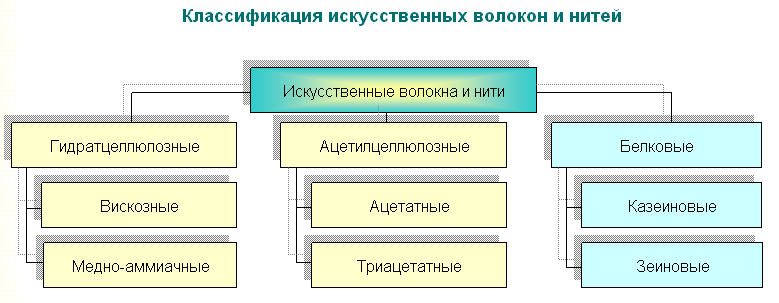 Классификация искусственных волокон и нитей
Искусственные волокна и нити
Гидратцеллюлозные
Ацетилцеллюлозные
Белковые
Вискозные
Ацетатные
Казеиновые
Медно-аммиачные
Триацетатные
Зеиновые